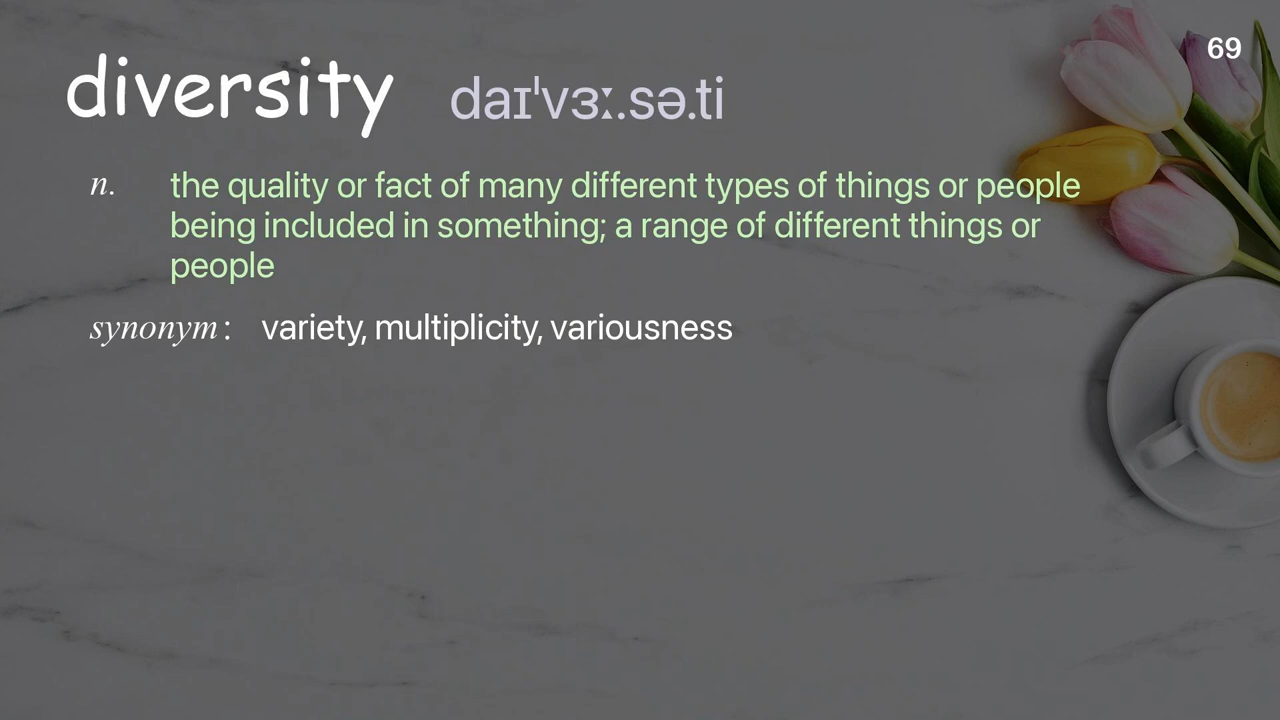 69
diversity daɪˈvɜː.sə.ti
n. the quality or fact of many different types of things or people
being included in something; a range of different things or
people
synonym: variety, multiplicity, variousness